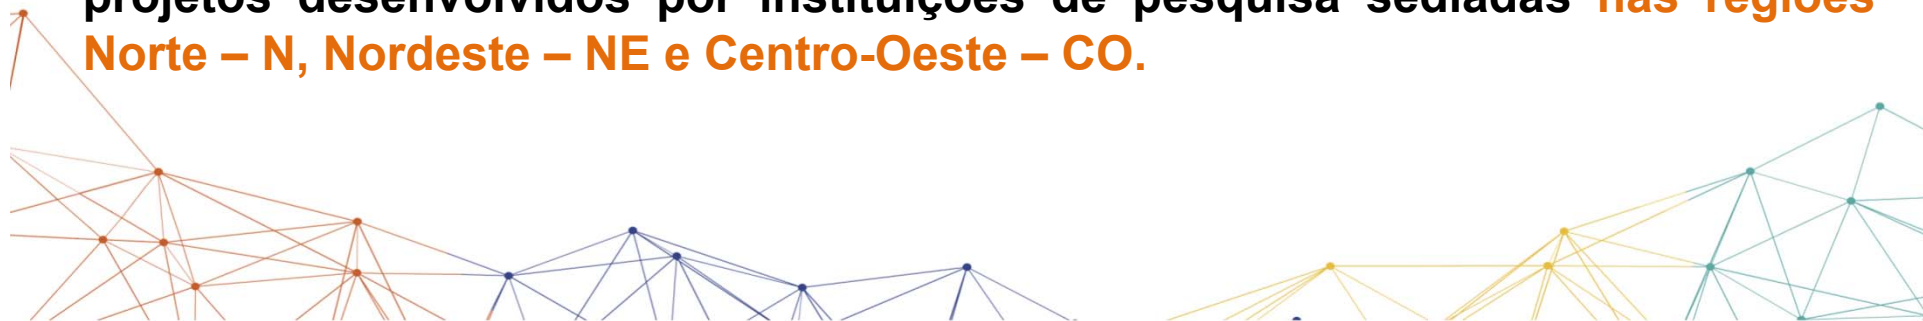 projetos desenvolvidos por instituições de pesquisa sediadas nas regiões
Norte – N, Nordeste – NE e Centro-Oeste – CO.